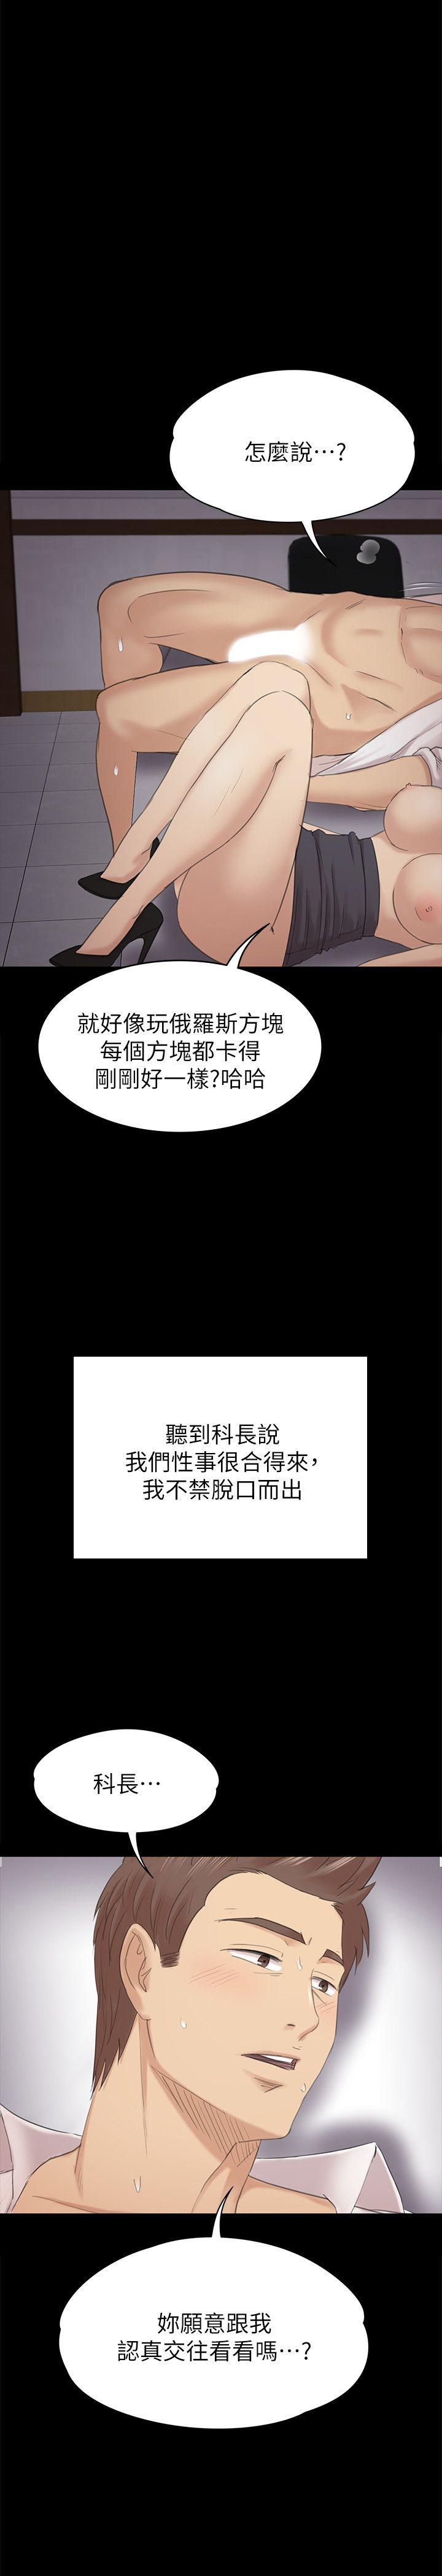 怎麼說…?
就好像玩俄羅斯方塊
每個方塊都卡得
剛剛好一樣?哈哈
聽到科長說
我們性事很合得來,
我不禁脫口而出
科長…
妳願意跟我
認真交往看看嗎…?